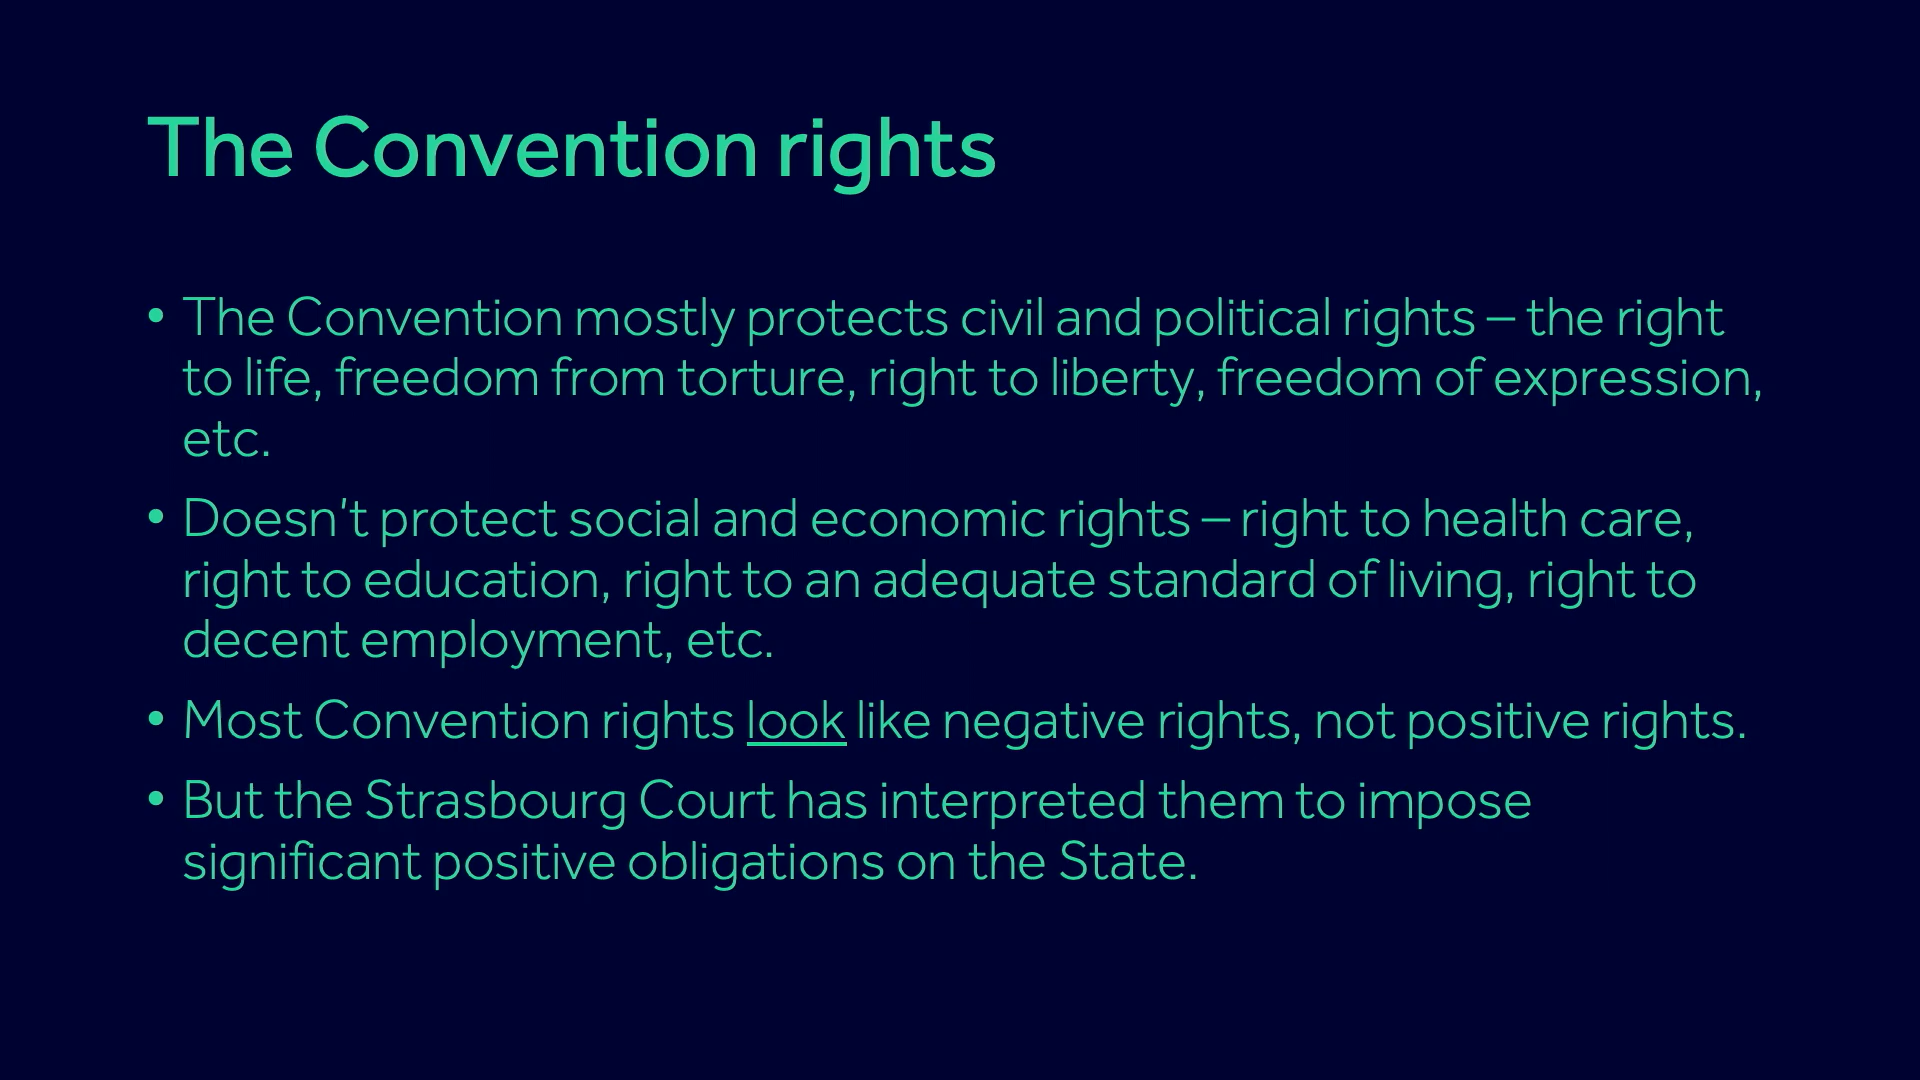 The Convention rights
• The Convention mostly protects civil and political rights – the right
to life, freedom from torture, right to liberty, freedom of expression,
etc.
• Doesn't protect social and economic rights – right to health care,
right to education, right to an adequate standard of living, right to
decent employment, etc.
• Most Convention rights look like negative rights, not positive rights.
• But the Strasbourg Court has interpreted them to impose
significant positive obligations on the State.